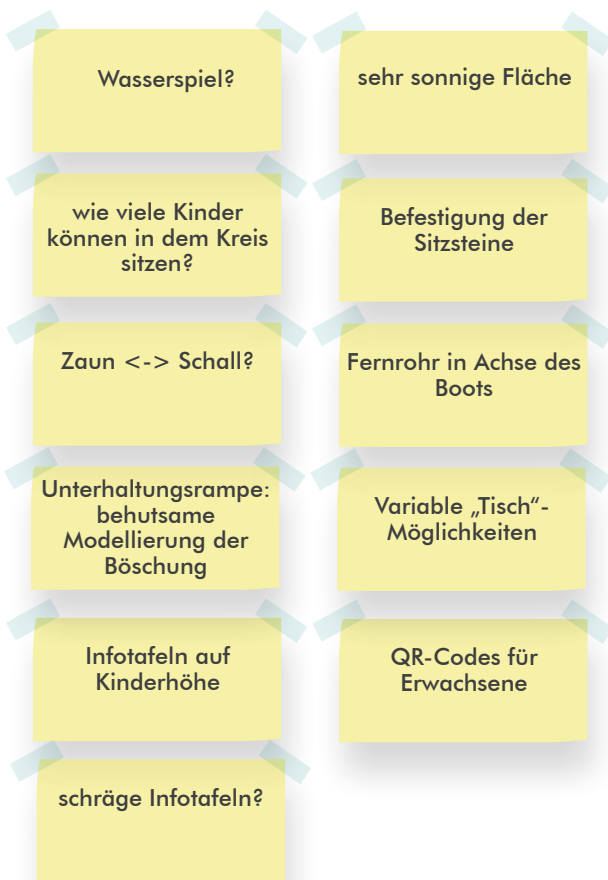 Wasserspiel?
sehr sonnige Fläche
wie viele Kinder
können in dem Kreis
sitzen?
Befestigung der
Sitzsteine
Zaun <-> Schall?
Fernrohr in Achse des
Boots
Unterhaltungsrampe:
behutsame
Modellierung der
Böschung
Variable „Tisch“-
Möglichkeiten
Infotafeln auf
Kinderhöhe
QR-Codes für
Erwachsene
schräge Infotafeln?